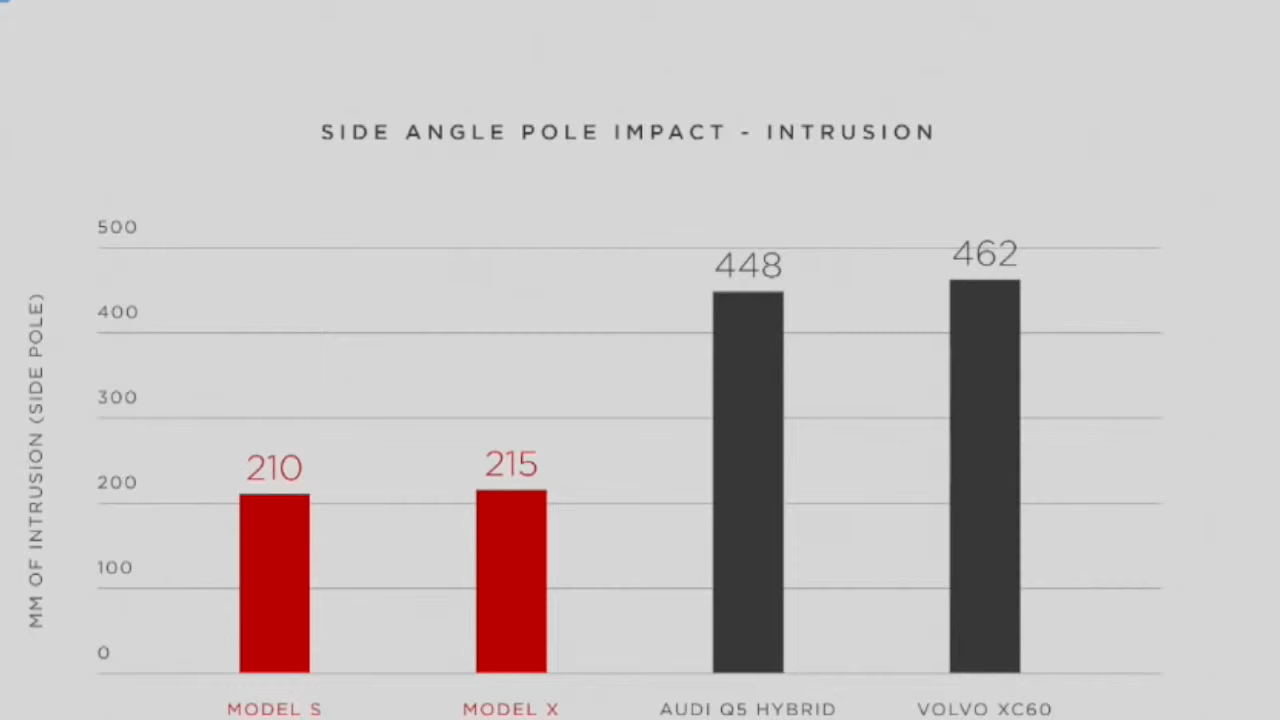 SIDE ANGLE POLE IMPACT - INTRUSION
MM OF INTRUSION (SIDE POLE)
500
400
300
200
100
0
210
215
448
462
MODEL S
MODEL X
AUDI Q5 HYBRID
VOLVO XC60